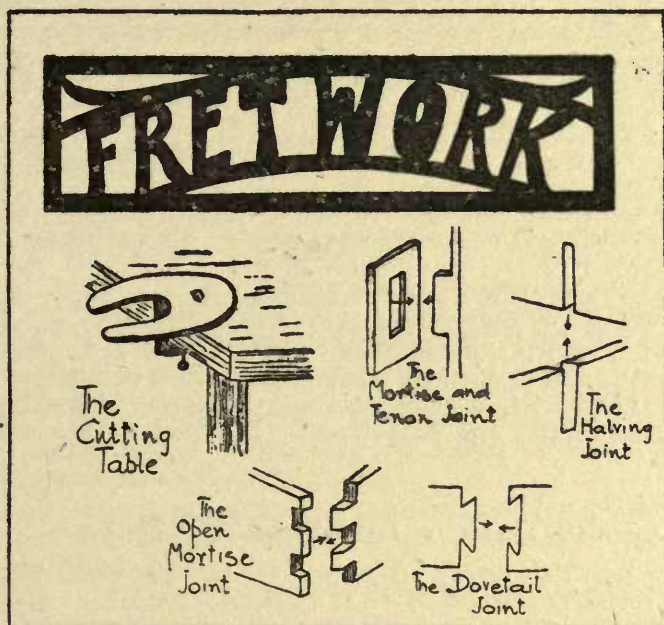 FRETWORK
The
Cutting
Table
The
Mortise and
Tenon Joint
The
Halving
Joint
The
Open
Mortise
Joint
The Dovetail
Joint